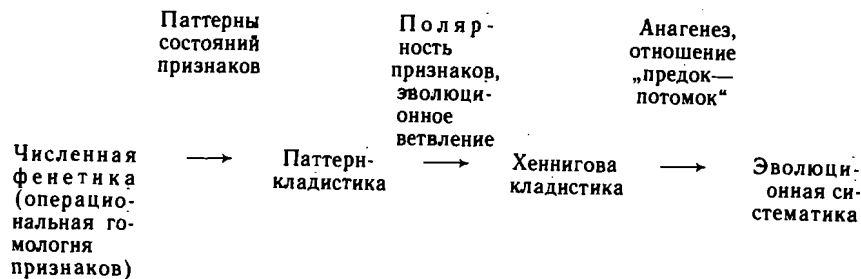 Паттерны
состояний
признаков
Поляр-
ность
признаков,
эволюци-
онное
ветвление
Анагенез,
отношение
„предок—
потомок“
Численная
фенетика
(операцио-
нальная го-
мология
признаков)
→
Паттерн-
кладистика
→
Хеннигова
кладистика
→
Эволюци-
онная си-
стематика